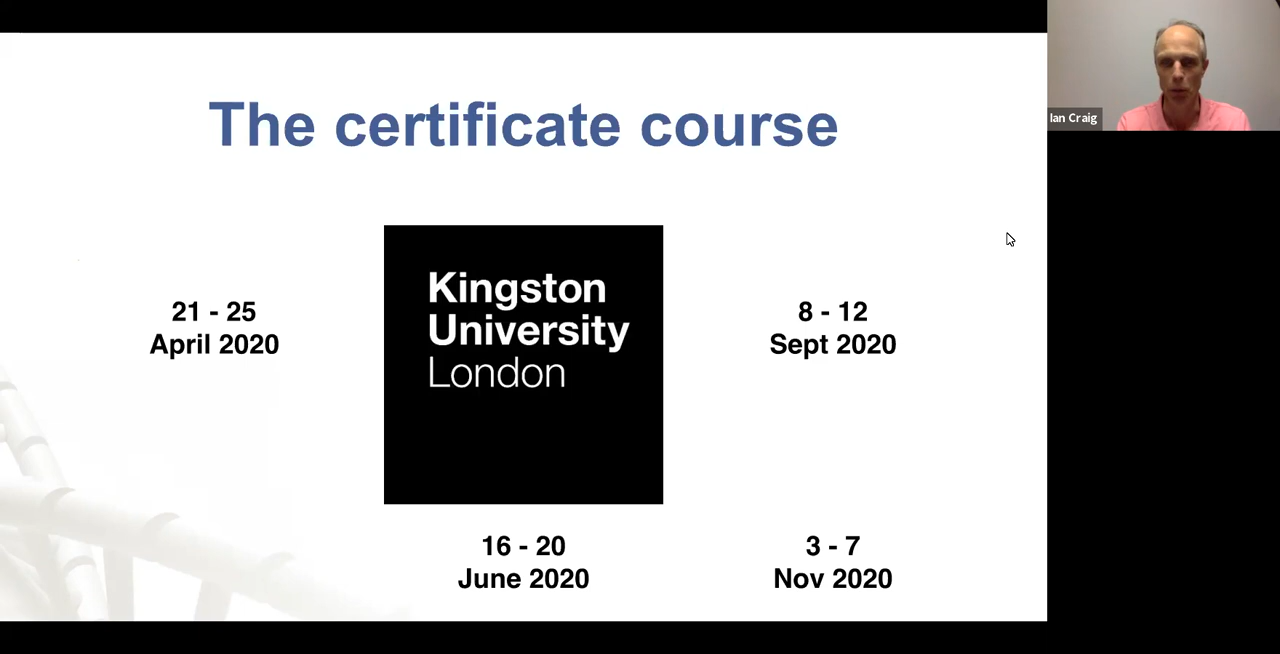 The certificate course
Ian Craig
Kingston
University
London
21 - 25
April 2020
8 - 12
Sept 2020
16 - 20
June 2020
3 - 7
Nov 2020